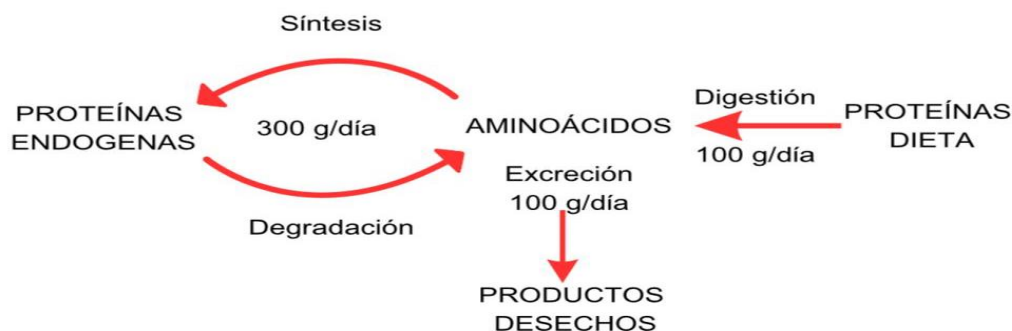 Síntesis
PROTEÍNAS
ENDOGENAS
300 g/día
Degradación
AMINOÁCIDOS
Digestión
100 g/día
PROTEÍNAS
DIETA
Excreción
100 g/día
PRODUCTOS
DESECHOS